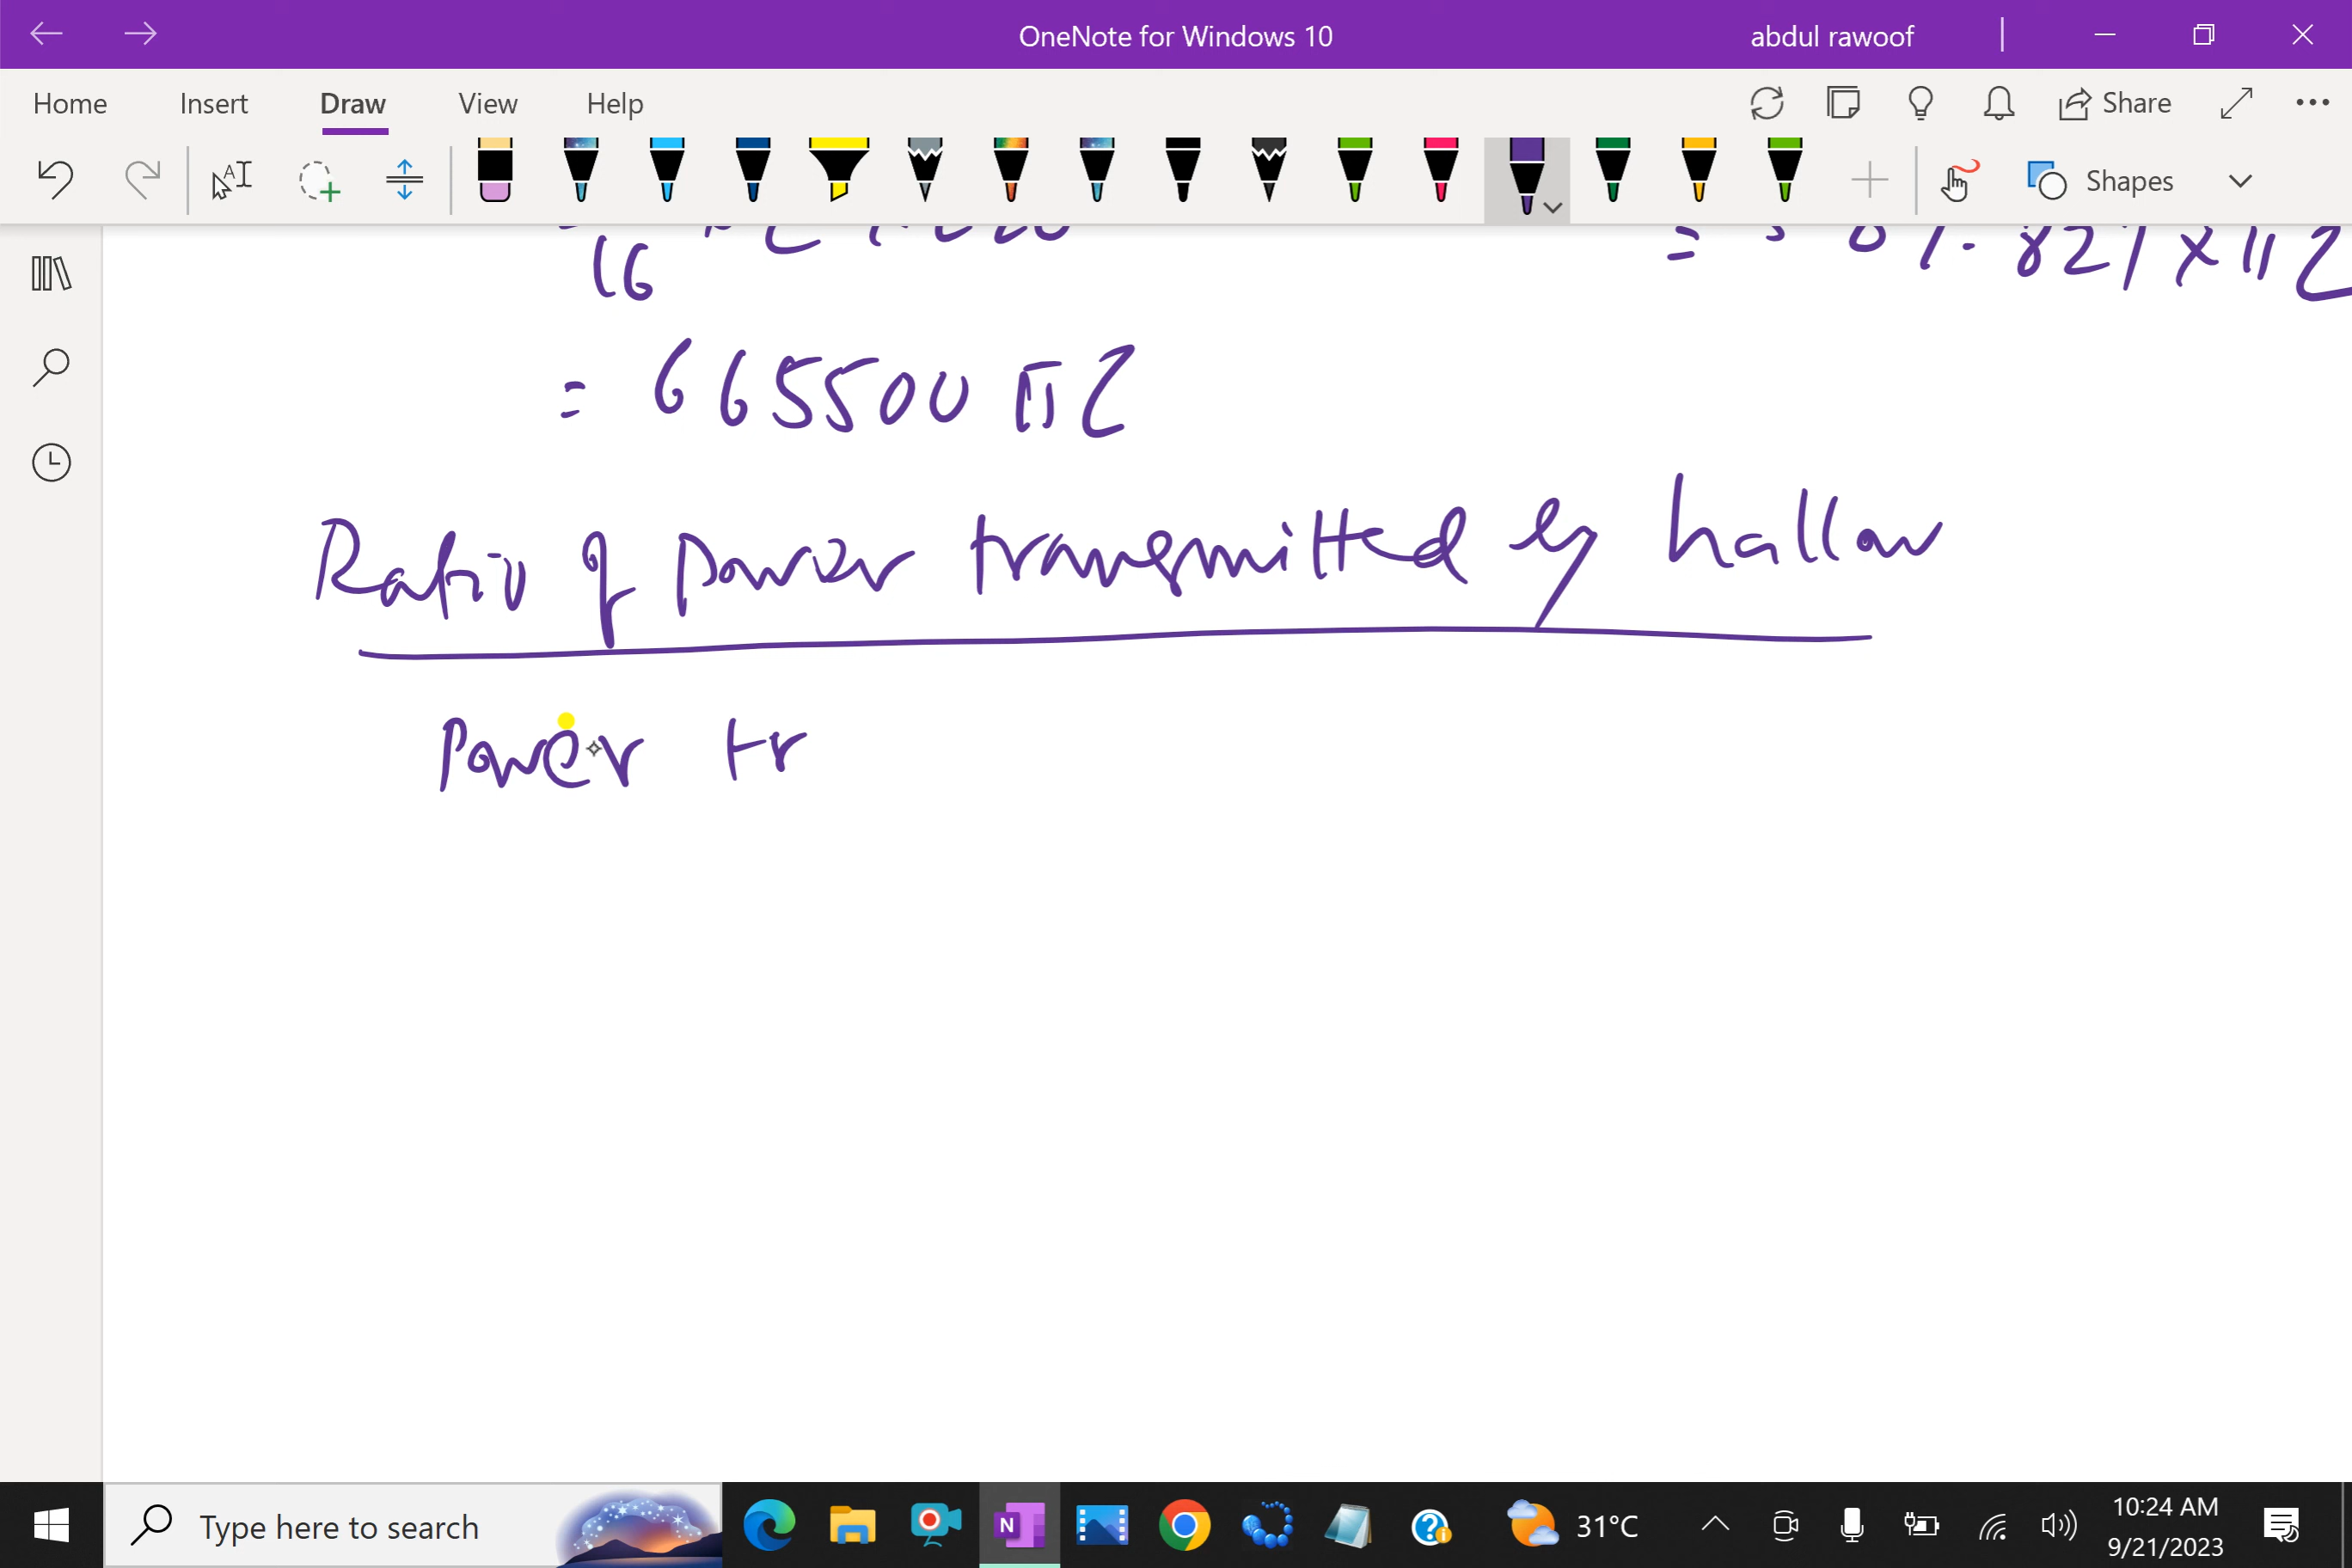 OneNote for Windows 10
abdul rawoof
Home Insert Draw View Help
Share
Shapes
16
= 665500 π τ
Ratio of power transmitted by hallow
Power tr
Type here to search
31°C
10:24 AM
9/21/2023